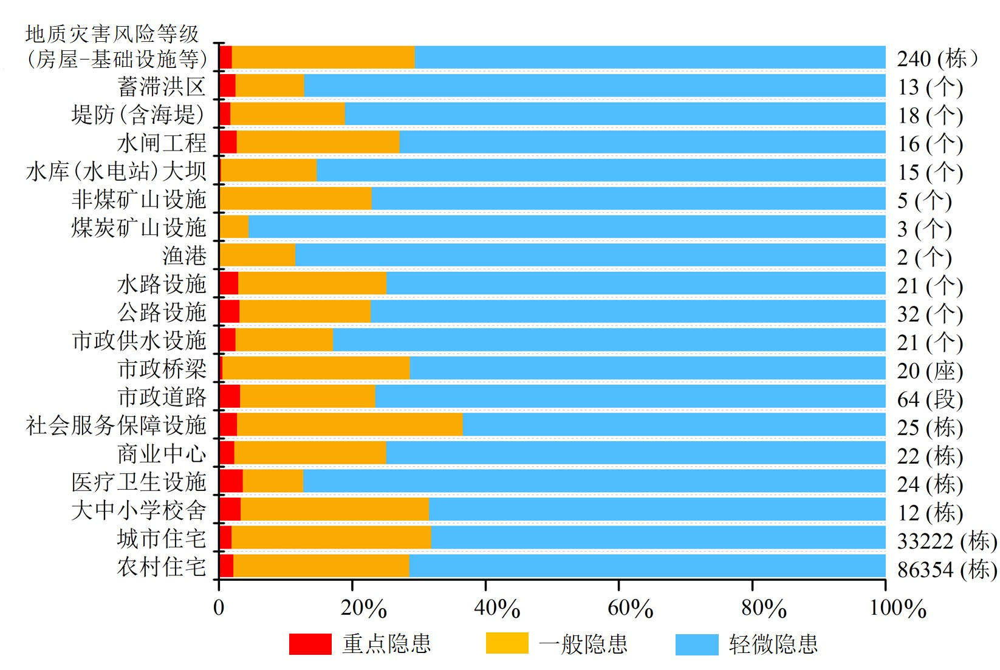 地质灾害风险等级
(房�-基础设施等) 240 (栋）
蓄滞洪区 13 (个)
堤防(含海堤) 18 (个)
水闸工程 16 (个)
水库(水电站)大坝 15 (个)
非煤矿山设施 5 (个)
煤炭矿山设施 3 (个)
渔港 2 (个)
水路设施 21 (个)
公路设施 32 (个)
市政供水设施 21 (个)
市政桥梁 20 (座)
市政道路 64 (段)
社会服务保障设施 25 (栋)
商业中心 22 (栋)
医疗卫生设施 24 (栋)
大中小学校舍 12 (栋)
城市住宅 33222 (栋)
农村住宅 86354 (栋)
0 20% 40% 60% 80% 100%
重点隐患 一般隐患 轻微隐患